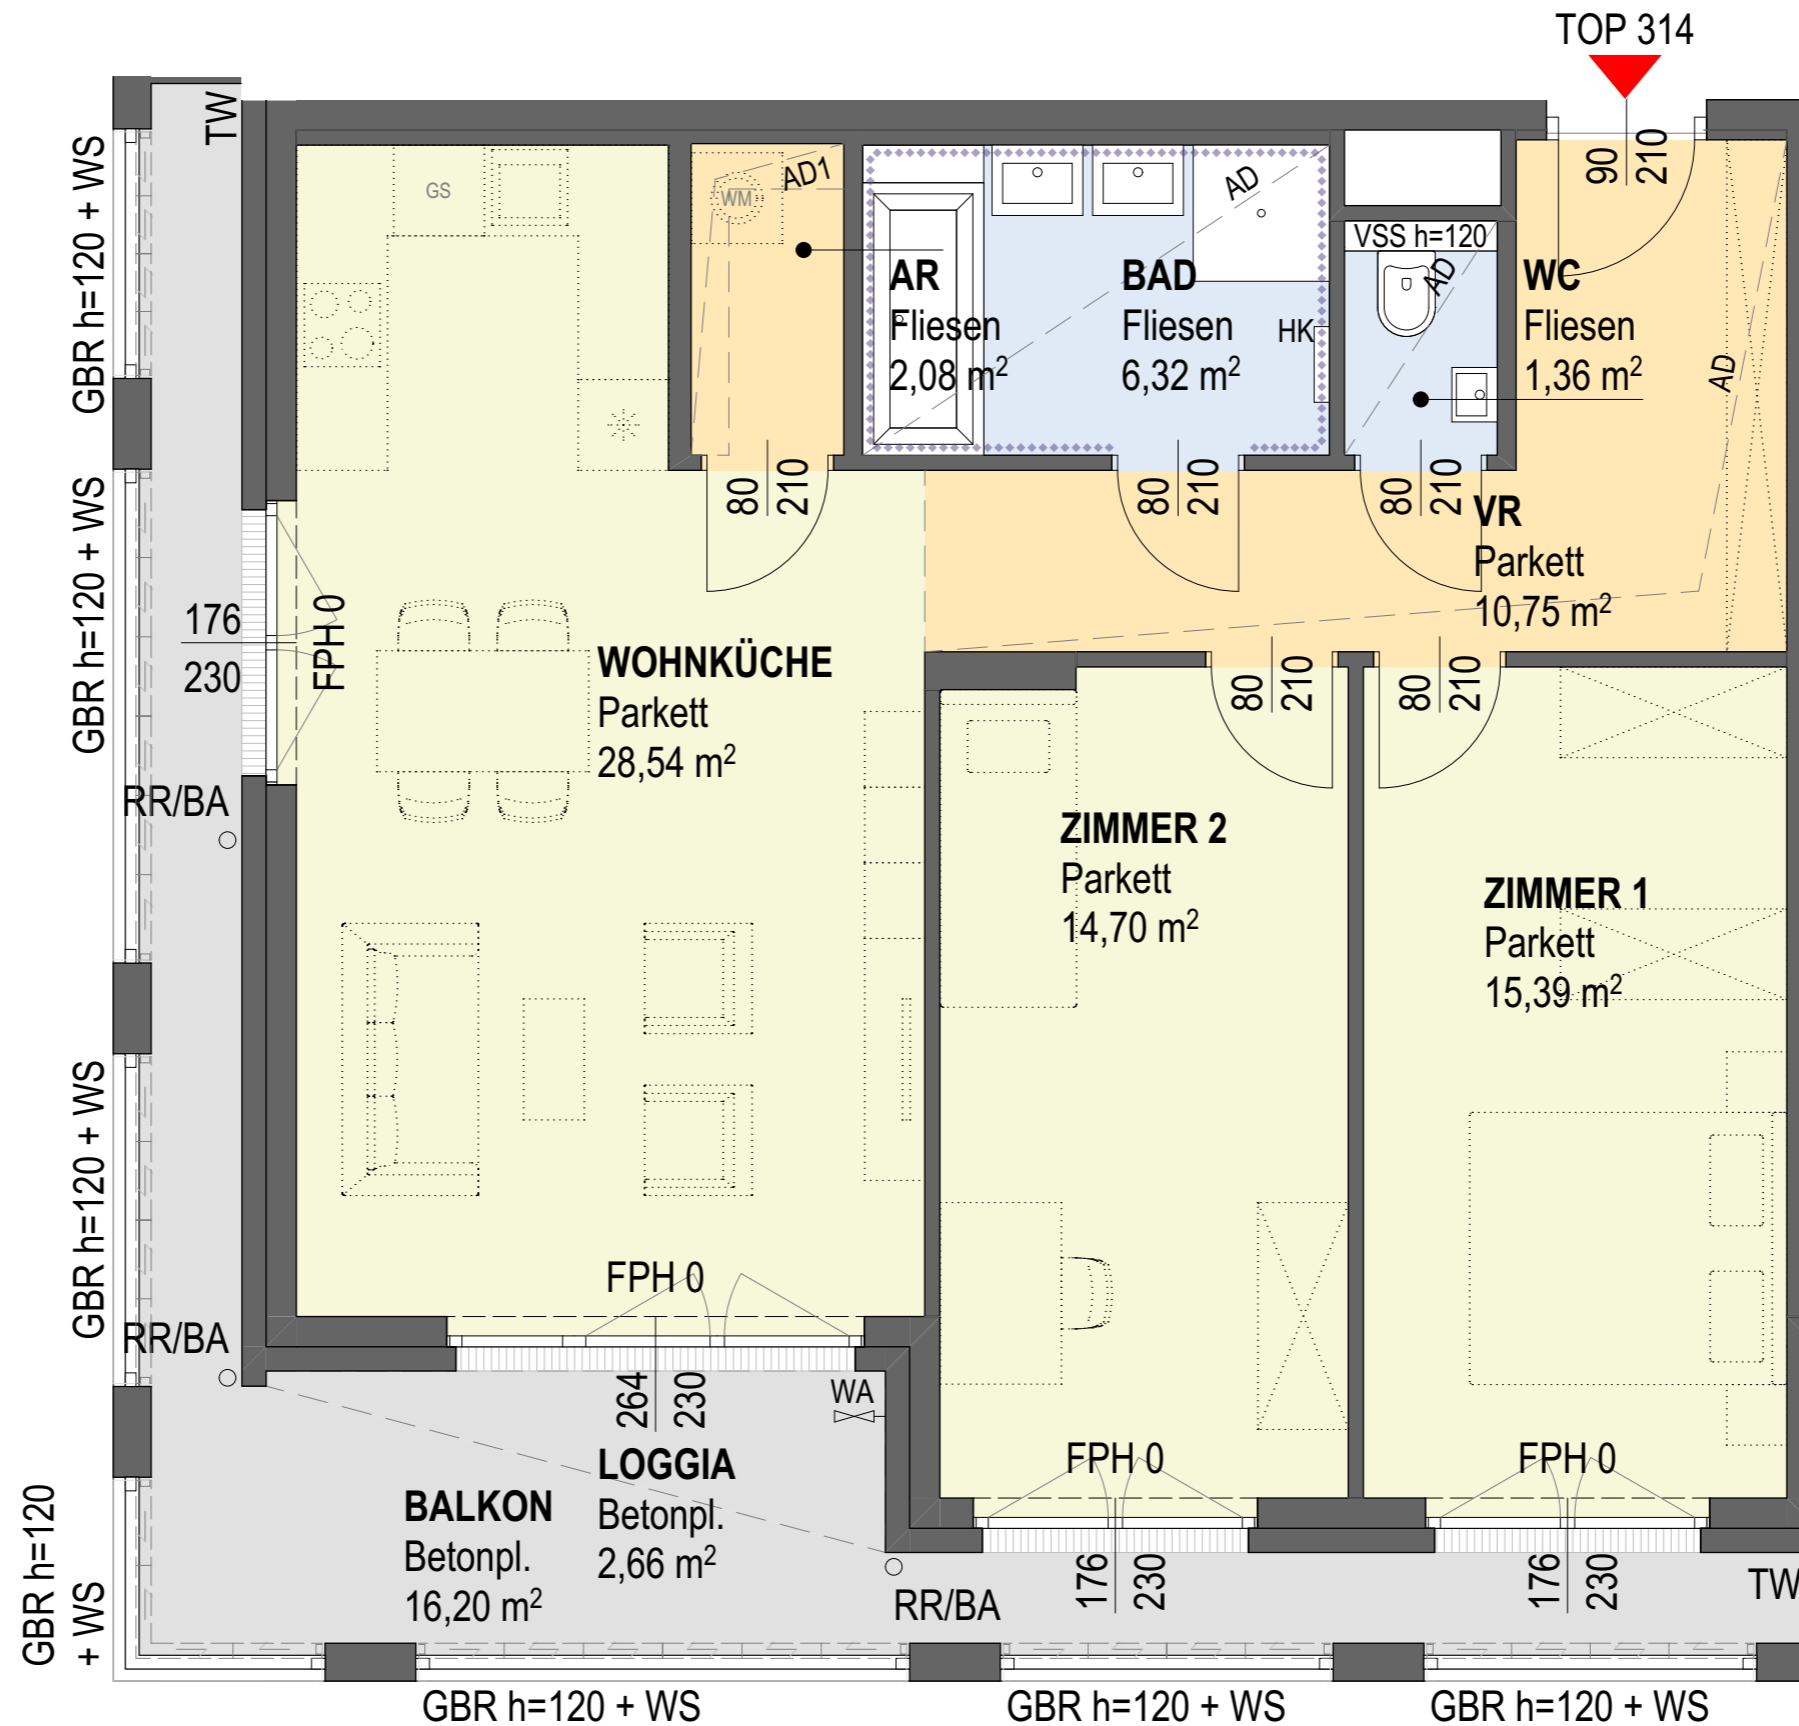 TOP 314
TW
90
210
GBR h=120 + WS
GS
WM
AD1
AD
VSS h=120
AD
AD
AR
Fliesen
2,08 m²
BAD
Fliesen
6,32 m²
HK
WC
Fliesen
1,36 m²
80
210
80
210
80
210
VR
Parkett
10,75 m²
GBR h=120 + WS
176
230
FPH 0
WOHNKÜCHE
Parkett
28,54 m²
80
210
80
210
RR/BA
ZIMMER 2
Parkett
14,70 m²
ZIMMER 1
Parkett
15,39 m²
GBR h=120 + WS
RR/BA
FPH 0
264
230
WA
FPH 0
FPH 0
LOGGIA
Betonpl.
2,66 m²
BALKON
Betonpl.
16,20 m²
RR/BA
176
230
176
230
TW
GBR h=120
+ WS
GBR h=120 + WS
GBR h=120 + WS
GBR h=120 + WS